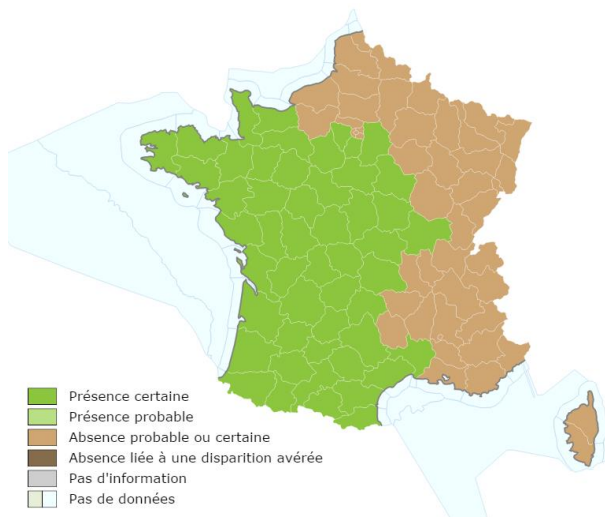 Présence certaine
Présence probable
Absence probable ou certaine
Absence liée à une disparition avérée
Pas d'information
Pas de données